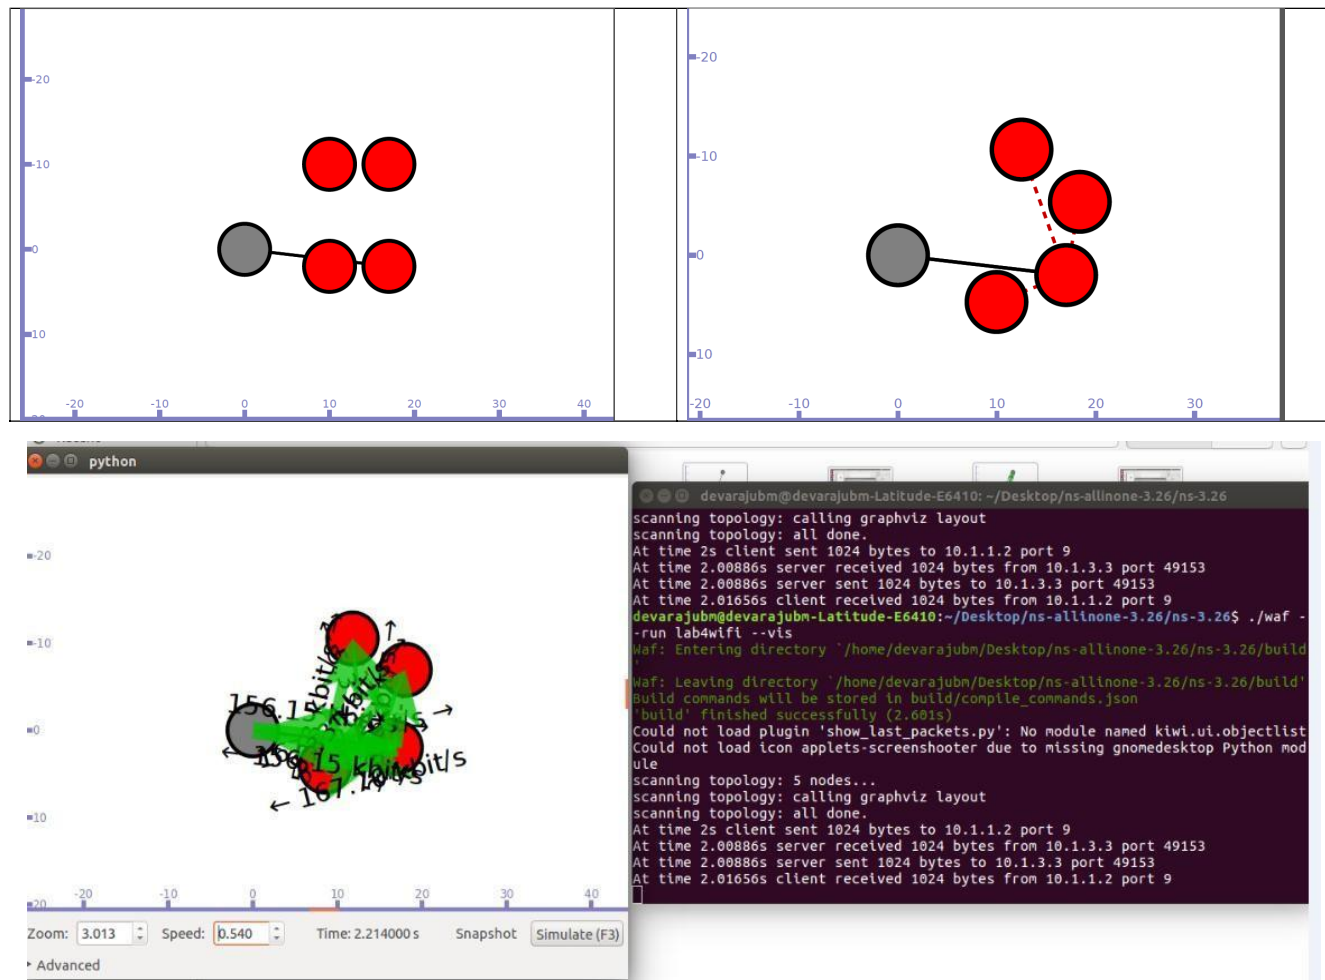 -20
-10
0
10
-20
-10
0
10
20
30
40
-20
-10
0
10
-20
-10
0
10
20
30
python
-20
-10
0
10
20
-20
-10
0
10
20
30
40
156.15
kbit/s
kbit/s
156.15 kbit/s
kbit/s
167.
Zoom: 3.013 Speed: 0.540 Time: 2.214000 s Snapshot Simulate (F3)
Advanced
devarajubm@devarajubm-Latitude-E6410: ~/Desktop/ns-allinone-3.26/ns-3.26
scanning topology: calling graphviz layout
scanning topology: all done.
At time 2s client sent 1024 bytes to 10.1.1.2 port 9
At time 2.00886s server received 1024 bytes from 10.1.3.3 port 49153
At time 2.00886s server sent 1024 bytes to 10.1.3.3 port 49153
At time 2.01656s client received 1024 bytes from 10.1.1.2 port 9
devarajubm@devarajubm-Latitude-E6410:~/Desktop/ns-allinone-3.26/ns-3.26$ ./waf -
-run lab4wifi --vis
Waf: Entering directory `/home/devarajubm/Desktop/ns-allinone-3.26/ns-3.26/build
'
Waf: Leaving directory `/home/devarajubm/Desktop/ns-allinone-3.26/ns-3.26/build'
Build commands will be stored in build/compile_commands.json
'build' finished successfully (2.601s)
Could not load plugin 'show_last_packets.py': No module named kiwi.ui.objectlist
Could not load icon applets-screenshooter due to missing gnomedesktop Python mod
ule
scanning topology: 5 nodes...
scanning topology: calling graphviz layout
scanning topology: all done.
At time 2s client sent 1024 bytes to 10.1.1.2 port 9
At time 2.00886s server received 1024 bytes from 10.1.3.3 port 49153
At time 2.00886s server sent 1024 bytes to 10.1.3.3 port 49153
At time 2.01656s client received 1024 bytes from 10.1.1.2 port 9